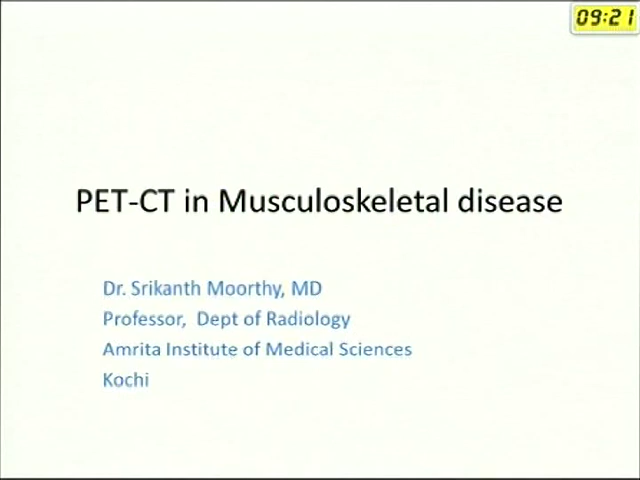 09:21
PET-CT in Musculoskeletal disease
Dr. Srikanth Moorthy, MD
Professor, Dept of Radiology
Amrita Institute of Medical Sciences
Kochi